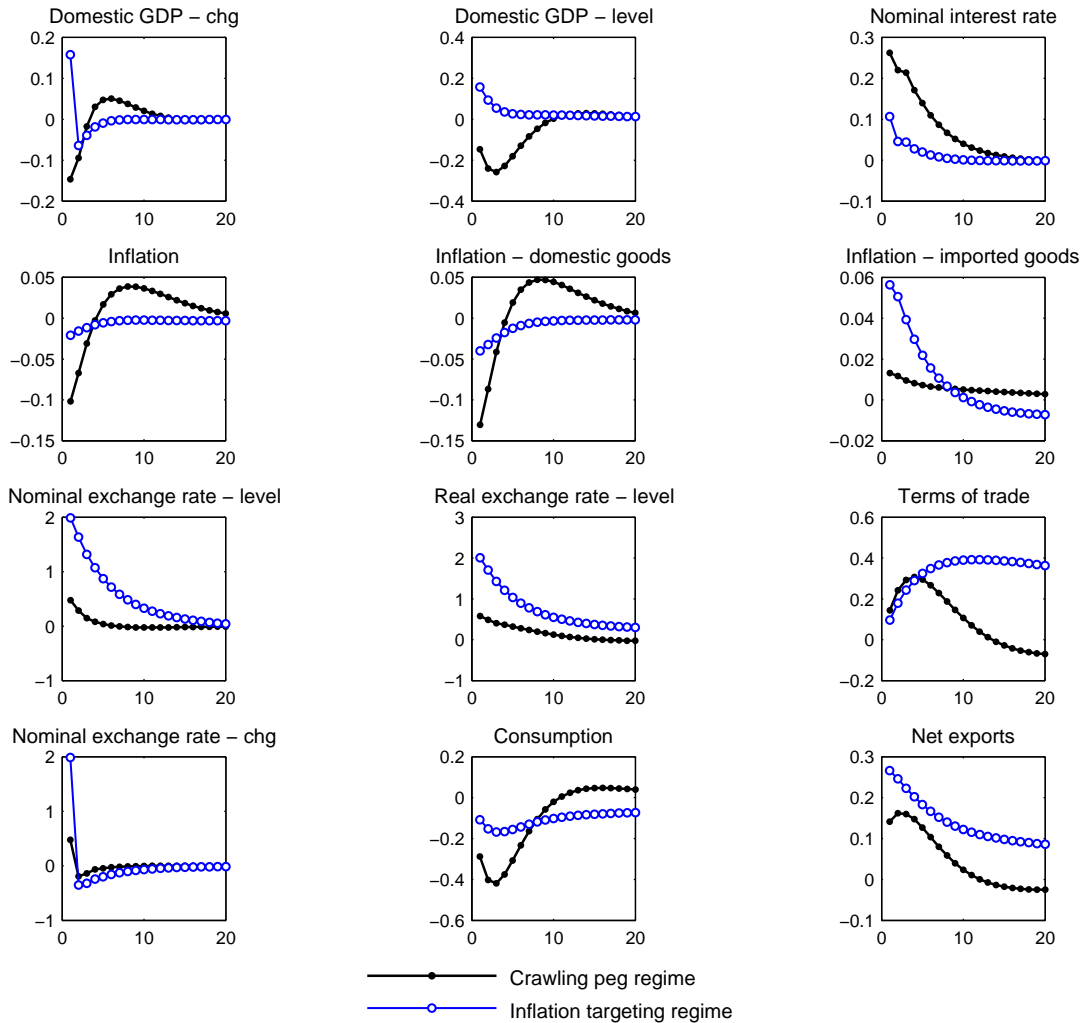 Domestic GDP − chg
Domestic GDP − level
Nominal interest rate
0.2
0.1
0
−0.1
−0.2
0 10 20
0.4
0.2
0
−0.2
−0.4
0 10 20
0.3
0.2
0.1
0
−0.1
0 10 20
Inflation
Inflation − domestic goods
Inflation − imported goods
0.05
0
−0.05
−0.1
−0.15
0 10 20
0.05
0
−0.05
−0.1
−0.15
0 10 20
0.06
0.04
0.02
0
−0.02
0 10 20
Nominal exchange rate − level
Real exchange rate − level
Terms of trade
2
1
0
−1
0 10 20
3
2
1
0
−1
0 10 20
0.6
0.4
0.2
0
−0.2
0 10 20
Nominal exchange rate − chg
Consumption
Net exports
2
1
0
−1
0 10 20
0.2
0
−0.2
−0.4
−0.6
0 10 20
0.3
0.2
0.1
0
−0.1
0 10 20
Crawling peg regime
Inflation targeting regime